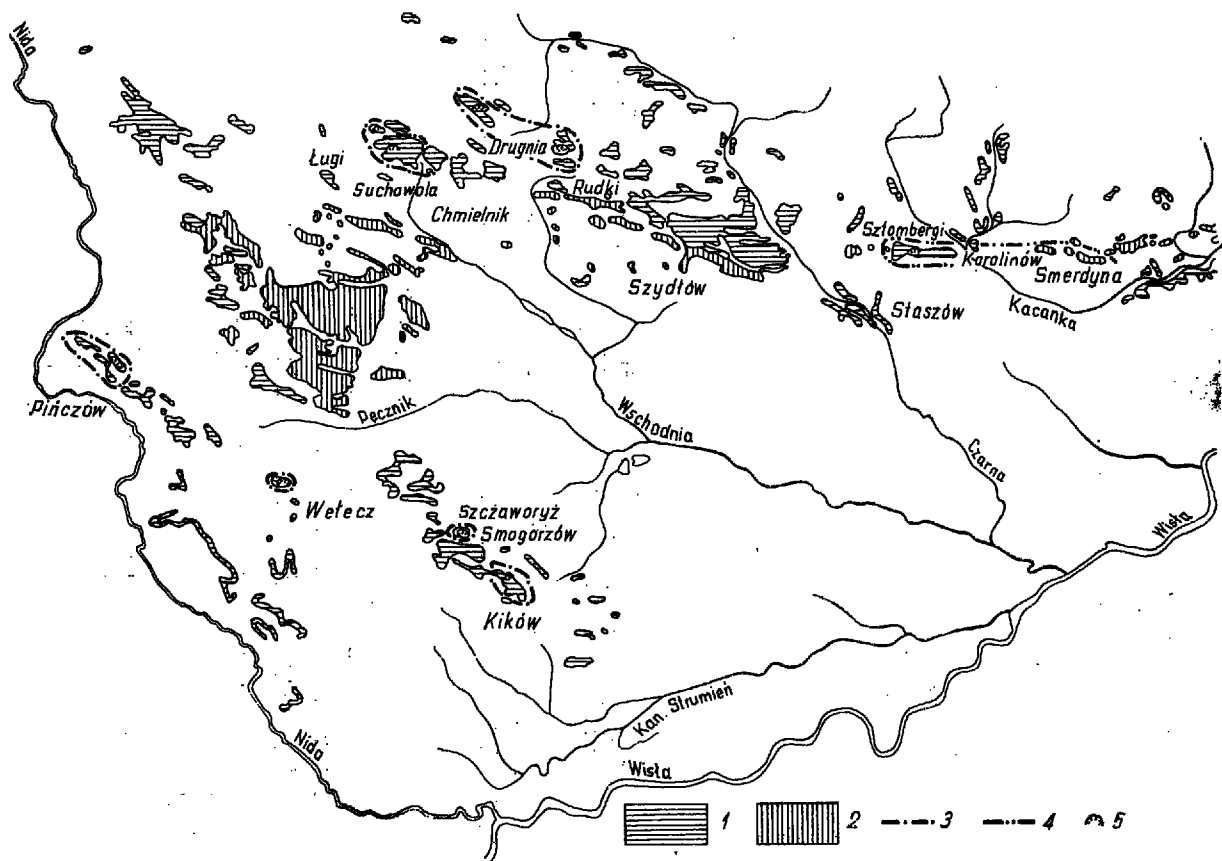 Nida
Ługi
Suchowola
Drugnia
Rudki
Chmielnik
Szydłów
Sztombergi
Karolinów
Smerdyna
Kacanka
Staszów
Pińczów
Pęcznik
Wschodnia
Czarna
Wisła
Wełecz
Szczaworyż
Smogorzów
Kików
Nida
Kan. Strumień
Wisła
1
2
3
4
5